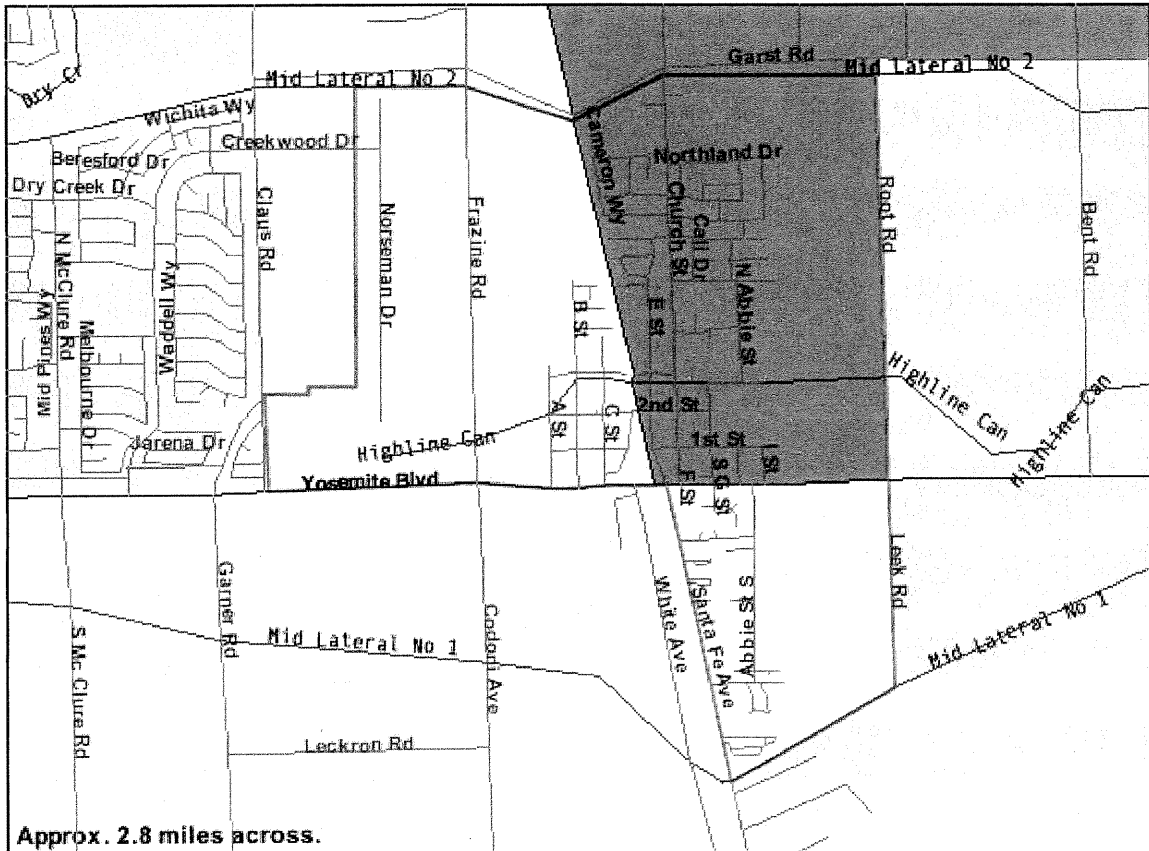 Garst Rd
Mid Lateral No 2
Mid Lateral No 2
Dry Cr
Wichita Wy
Creekwood Dr
Beresford Dr
Dry Creek Dr
Cameron Wy
Northland Dr
Claus Rd
Norseman Dr
Frazine Rd
Church St
Call Dr
Root Rd
Bent Rd
N McClure Rd
Mid Pines Wy
Melbourne Dr
Waddell Wy
B St
E St
N Abbie St
Highline Can
2nd St
A St
C St
Jarena Dr
Highline Can
1st St
I St
Highline Can
Yosemite Blvd
F St
S G St
Garner Rd
S Mc Clure Rd
Mid Lateral No 1
Codoni Ave
White Ave
Santa Fe Ave
Abbie St S
Leek Rd
Mid Lateral No 1
Leckron Rd
Approx. 2.8 miles across.